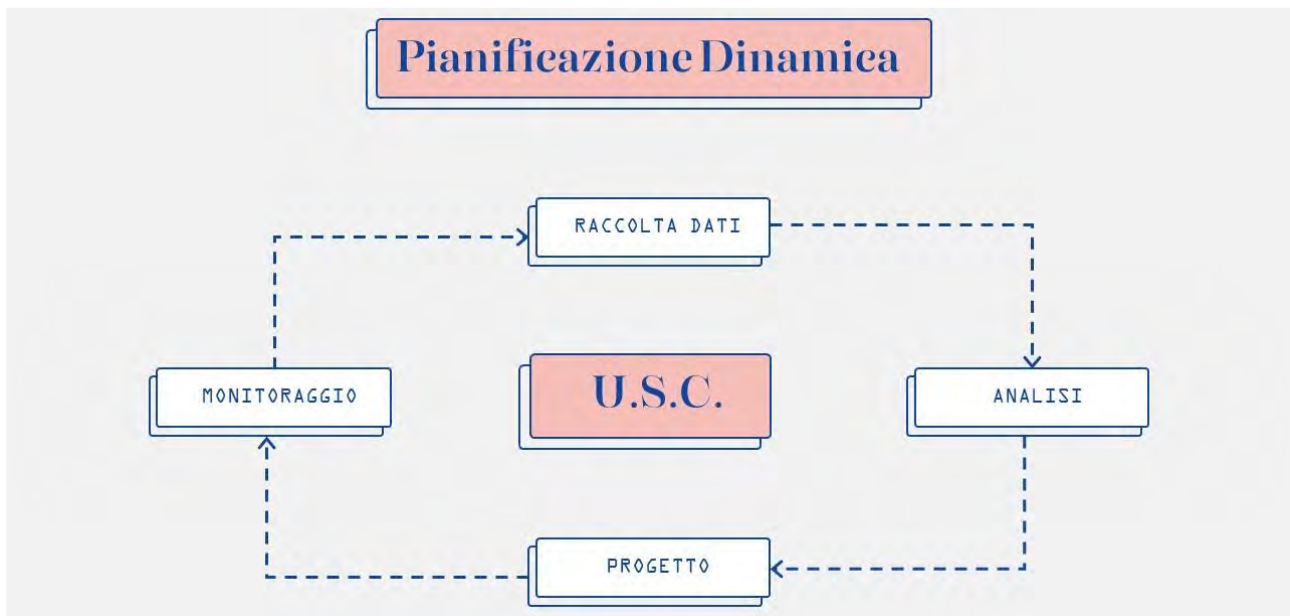 Pianificazione Dinamica
RACCOLTA DATI
MONITORAGGIO
U.S.C.
ANALISI
PROGETTO